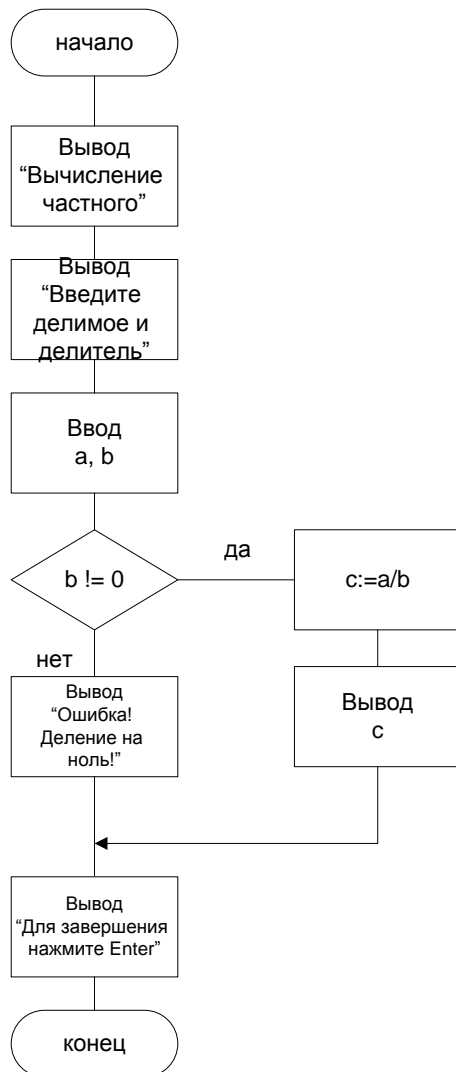 начало
Вывод
“Вычисление
частного”
Вывод
“Введите
делимое и
делитель”
Ввод
a, b
b != 0
да
c:=a/b
нет
Вывод
“Ошибка!
Деление на
ноль!”
Вывод
c
Вывод
“Для завершения
нажмите Enter”
конец